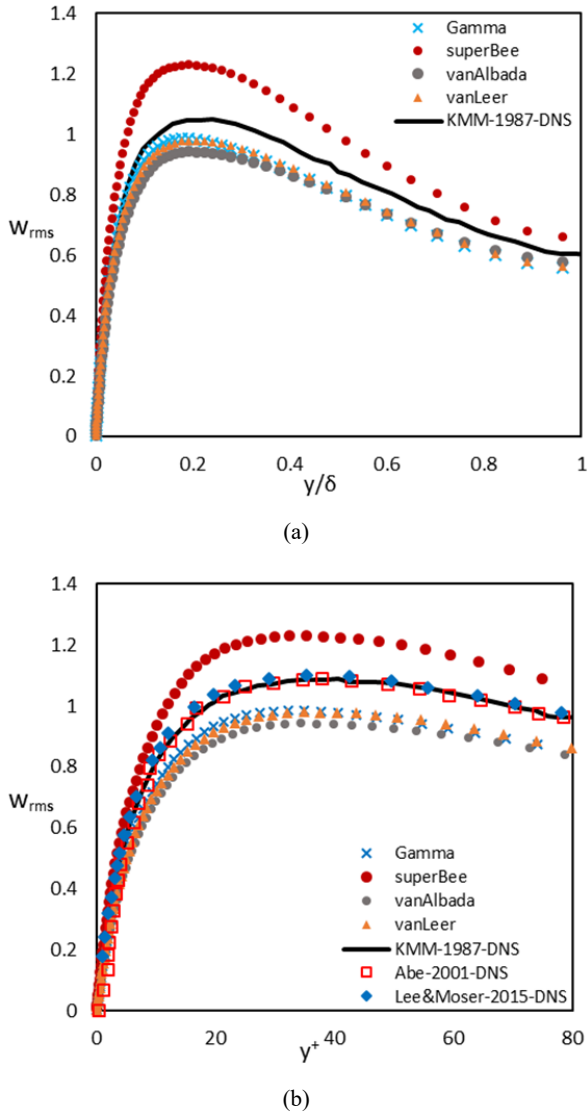 1.4
1.2
1
0.8
0.6
0.4
0.2
0
Wrms
Gamma
superBee
vanAlbada
vanLeer
KMM-1987-DNS
0 0.2 0.4 0.6 0.8 1
y/δ
(a)
1.4
1.2
1
0.8
0.6
0.4
0.2
0
Wrms
Gamma
superBee
vanAlbada
vanLeer
KMM-1987-DNS
Abe-2001-DNS
Lee&Moser-2015-DNS
0 20 40 60 80
y+
(b)